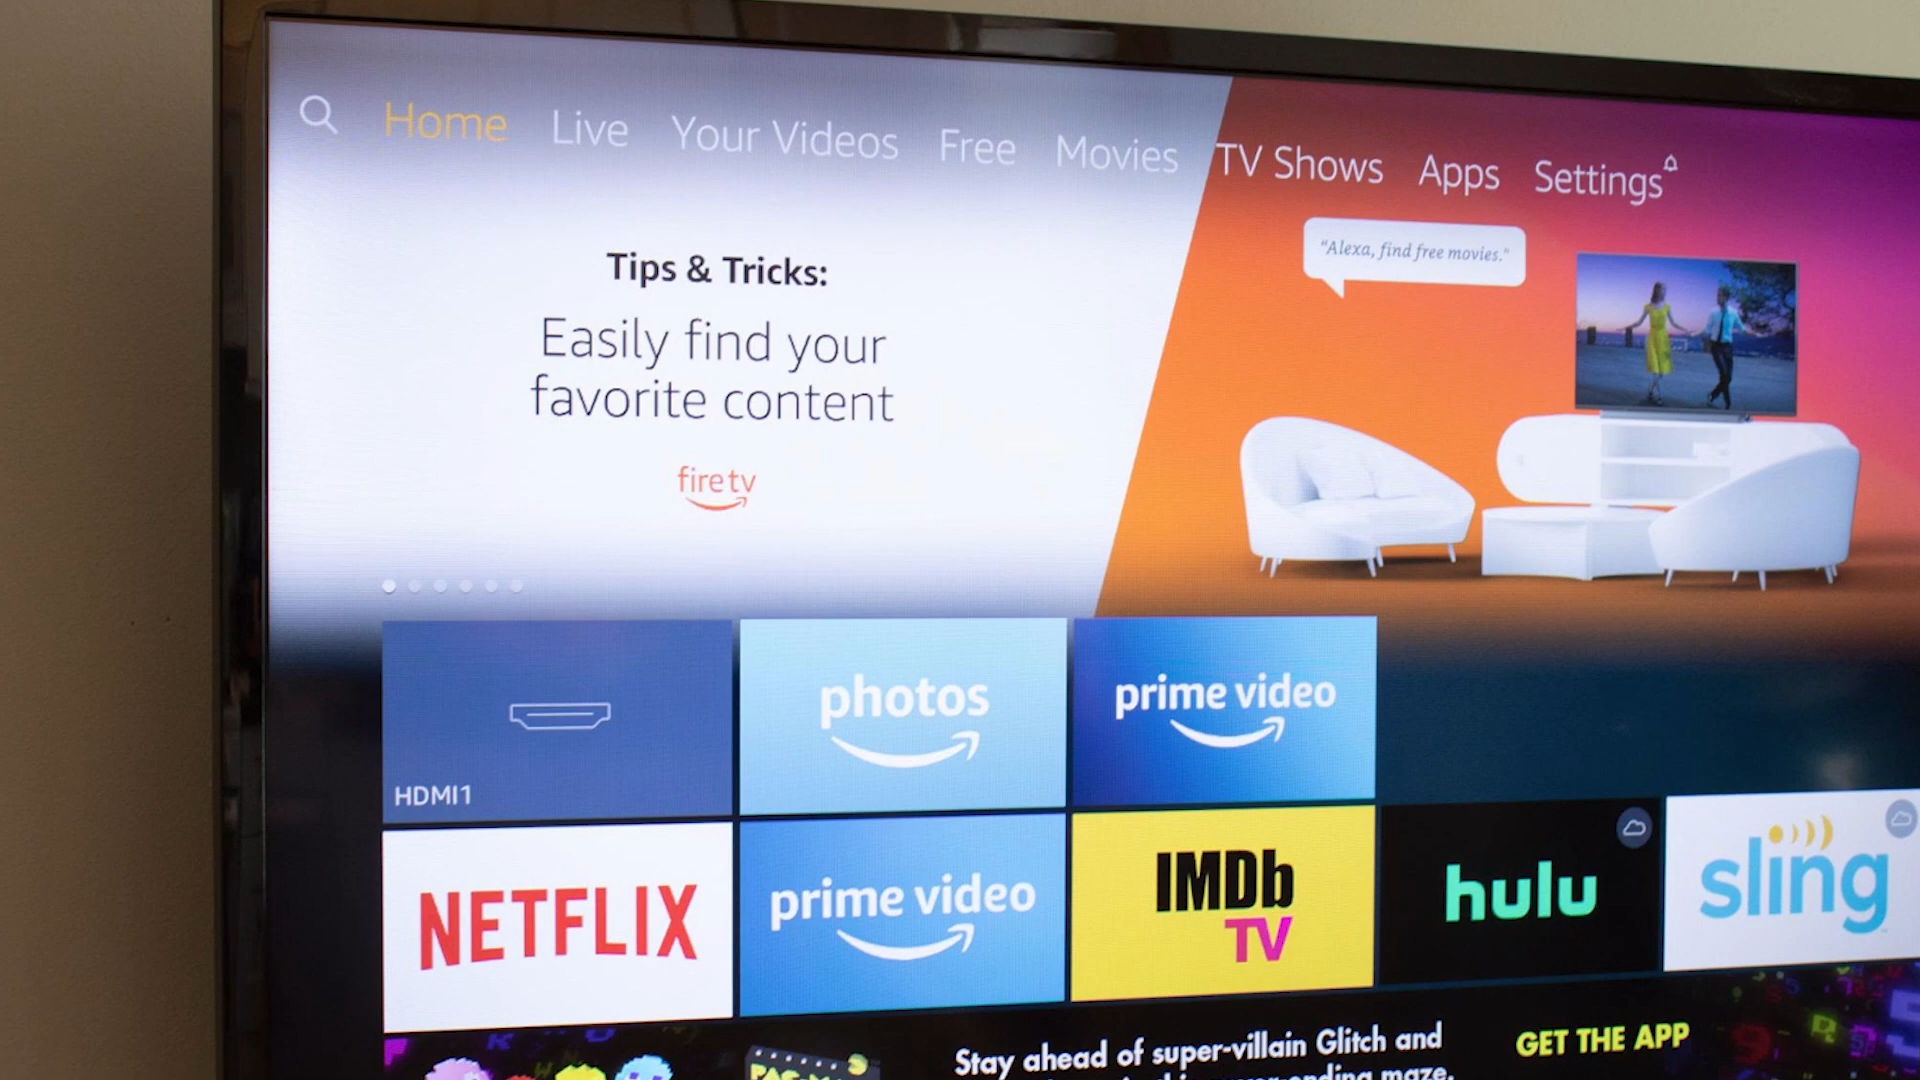 Home Live Your Videos Free Movies TV Shows Apps Settings
"Alexa, find free movies."
Tips & Tricks:
Easily find your
favorite content
fire tv
HDMI1
photos
prime video
NETFLIX
prime video
IMDb
TV
hulu
sling
Stay ahead of super-villain Glitch and
maze.
GET THE APP